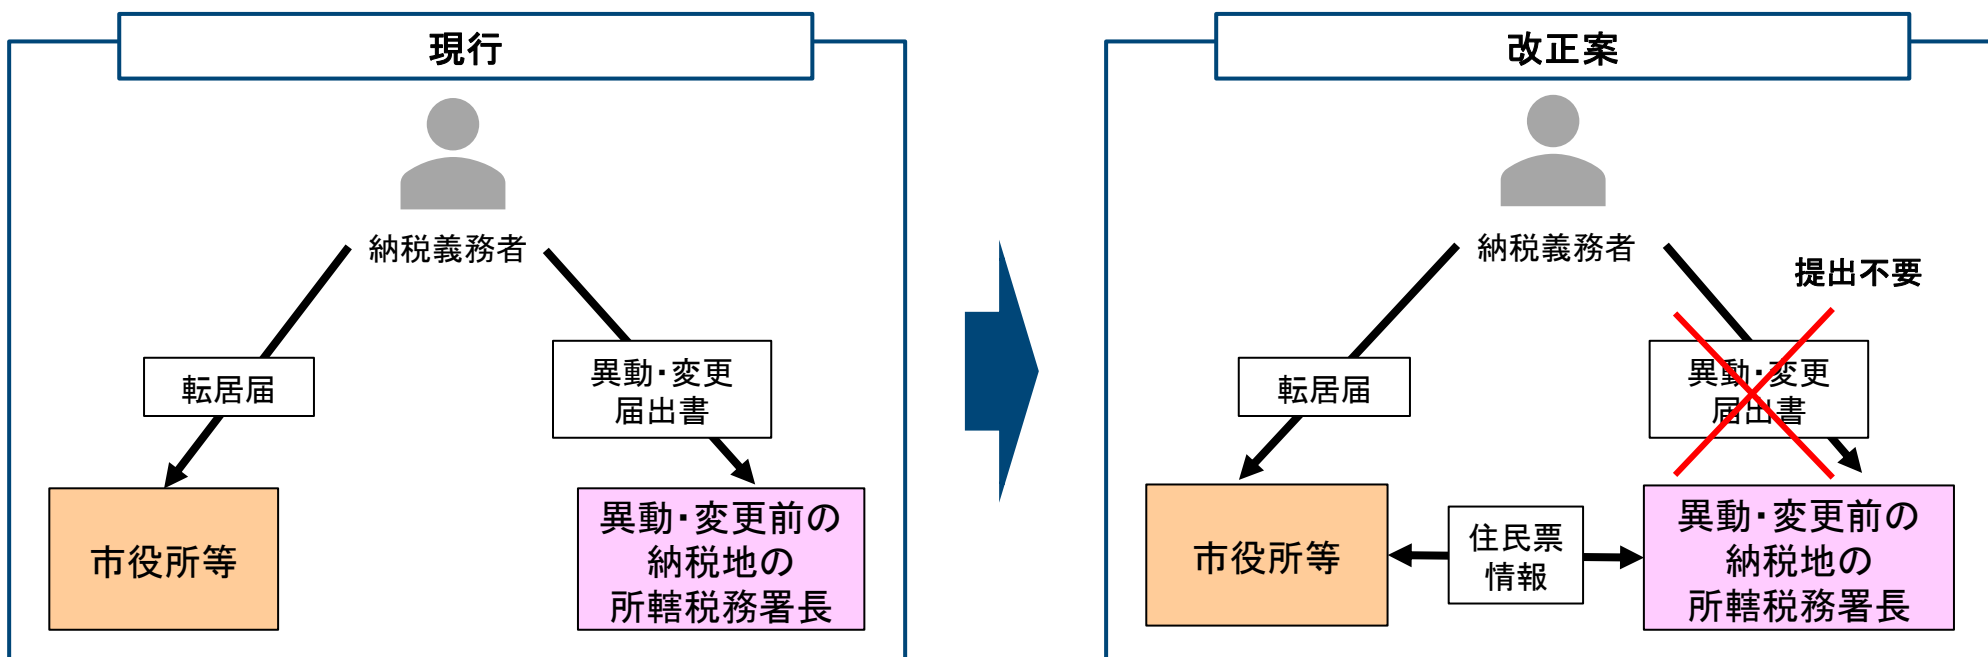 現行
納税義務者
転居届
異動・変更
届出書
市役所等
異動・変更前の
納税地の
所轄税務署長
改正案
納税義務者
提出不要
転居届
異動・変更
届出書
市役所等
住民票
情報
異動・変更前の
納税地の
所轄税務署長